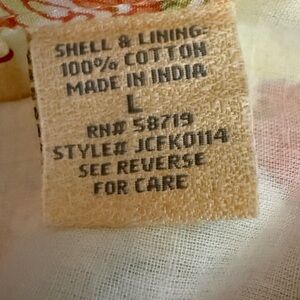 SHELL & LINING:
100% COTTON
MADE IN INDIA
L
RN# 58719
STYLE# JCFK0114
SEE REVERSE
FOR CARE